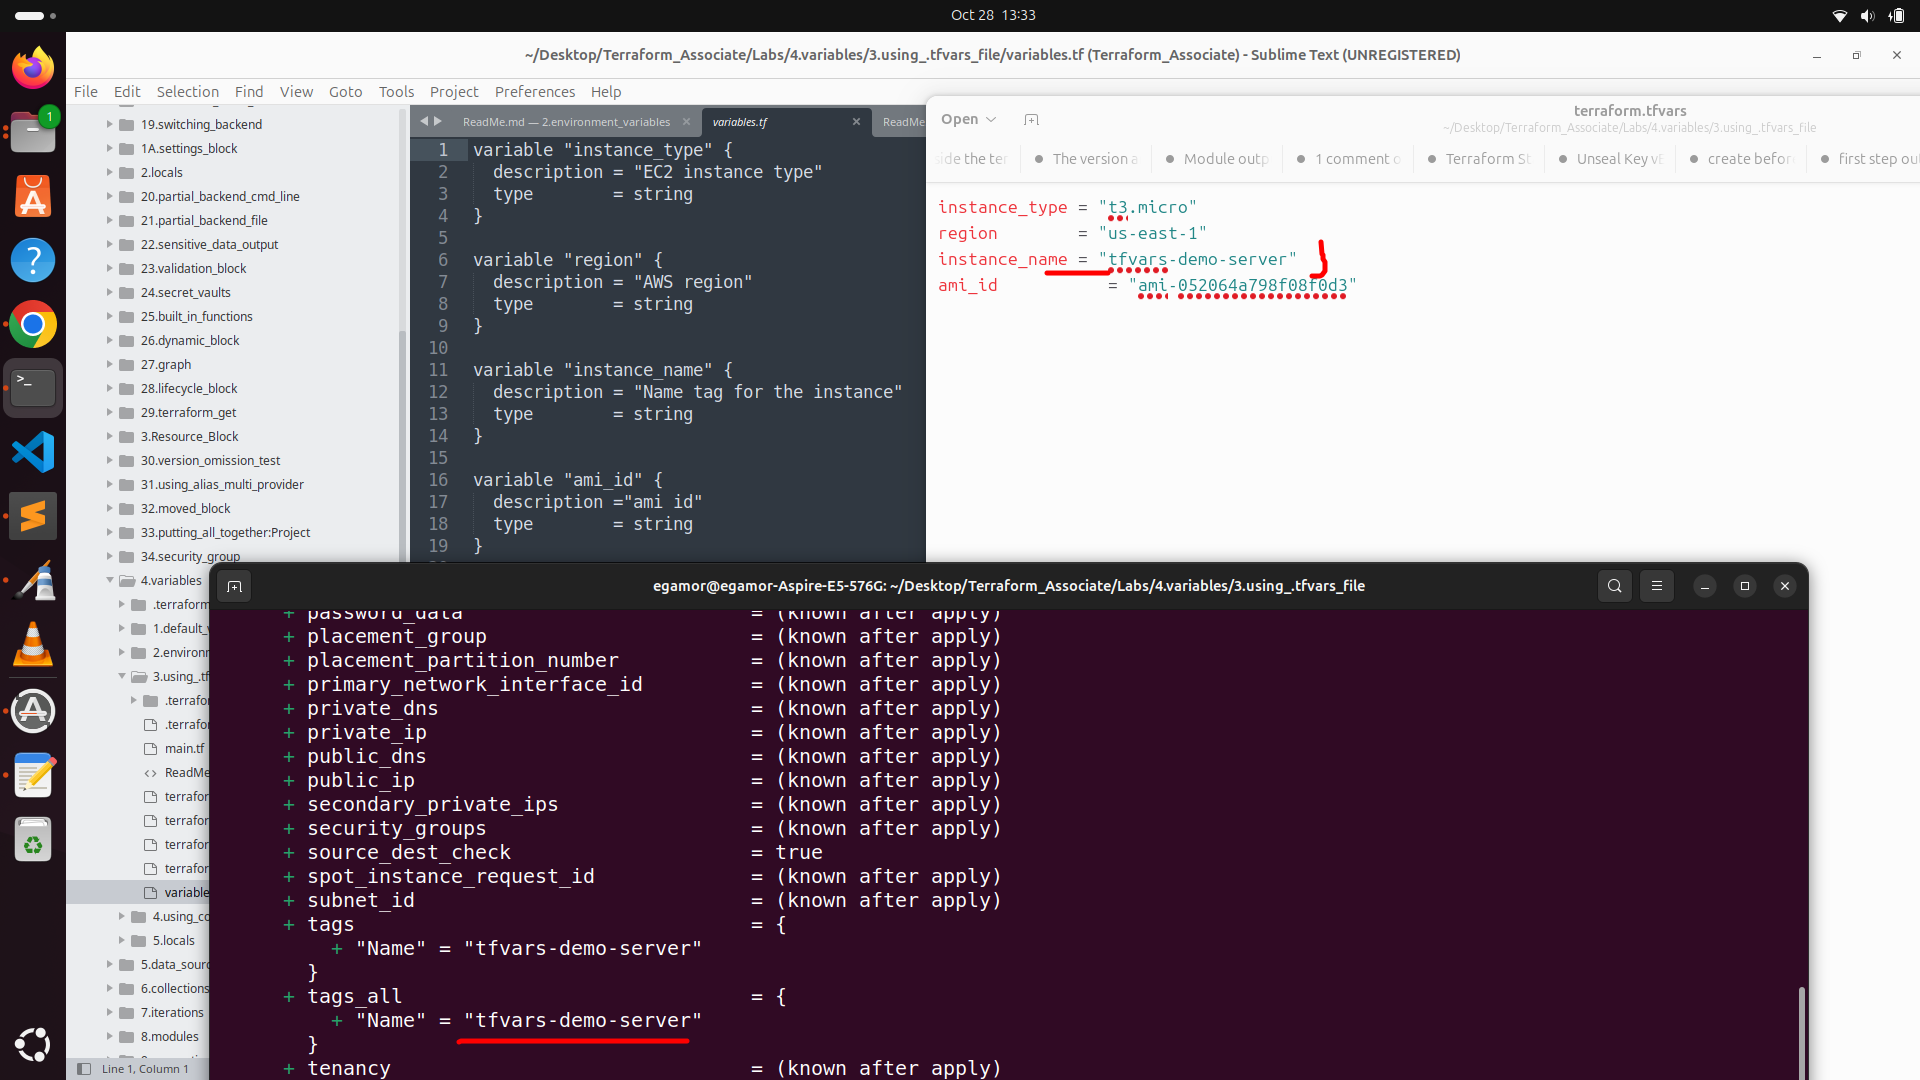 Oct 28 13:33
~/Desktop/Terraform_Associate/Labs/4.variables/3.using_.tfvars_file/variables.tf (Terraform_Associate) - Sublime Text (UNREGISTERED)
File Edit Selection Find View Goto Tools Project Preferences Help
1
19.switching_backend
1A.settings_block
2.locals
20.partial_backend_cmd_line
21.partial_backend_file
22.sensitive_data_output
23.validation_block
24.secret_vaults
25.built_in_functions
26.dynamic_block
27.graph
28.lifecycle_block
29.terraform_get
3.Resource_Block
30.version_omission_test
31.using_alias_multi_provider
32.moved_block
33.putting_all_together:Project
34.security_group
4.variables
.terraform
1.default_v
2.environm
3.using_.tf
.terrafor
.terrafor
main.tf
ReadMe
terrafor
terrafor
terrafor
terrafor
variable
4.using_co
5.locals
5.data_sourc
6.collections
7.iterations
8.modules
Line 1, Column 1
ReadMe.md — 2.environment_variables
variables.tf
ReadMe
1 variable "instance_type" {
2 description = "EC2 instance type"
3 type = string
4 }
5
6 variable "region" {
7 description = "AWS region"
8 type = string
9 }
10
11 variable "instance_name" {
12 description = "Name tag for the instance"
13 type = string
14 }
15
16 variable "ami_id" {
17 description ="ami id"
18 type = string
19 }
Open
terraform.tfvars
~/Desktop/Terraform_Associate/Labs/4.variables/3.using_.tfvars_file
side the ter
The version a
Module outp
1 comment o
Terraform St
Unseal Key v
create befor
first step ou
instance_type = "t3.micro"
region = "us-east-1"
instance_name = "tfvars-demo-server"
ami_id = "ami-052064a798f08f0d3"
egamor@egamor-Aspire-E5-576G: ~/Desktop/Terraform_Associate/Labs/4.variables/3.using_.tfvars_file
+ password_data = (known after apply)
+ placement_group = (known after apply)
+ placement_partition_number = (known after apply)
+ primary_network_interface_id = (known after apply)
+ private_dns = (known after apply)
+ private_ip = (known after apply)
+ public_dns = (known after apply)
+ public_ip = (known after apply)
+ secondary_private_ips = (known after apply)
+ security_groups = (known after apply)
+ source_dest_check = true
+ spot_instance_request_id = (known after apply)
+ subnet_id = (known after apply)
+ tags = {
+ "Name" = "tfvars-demo-server"
}
+ tags_all = {
+ "Name" = "tfvars-demo-server"
}
+ tenancy = (known after apply)